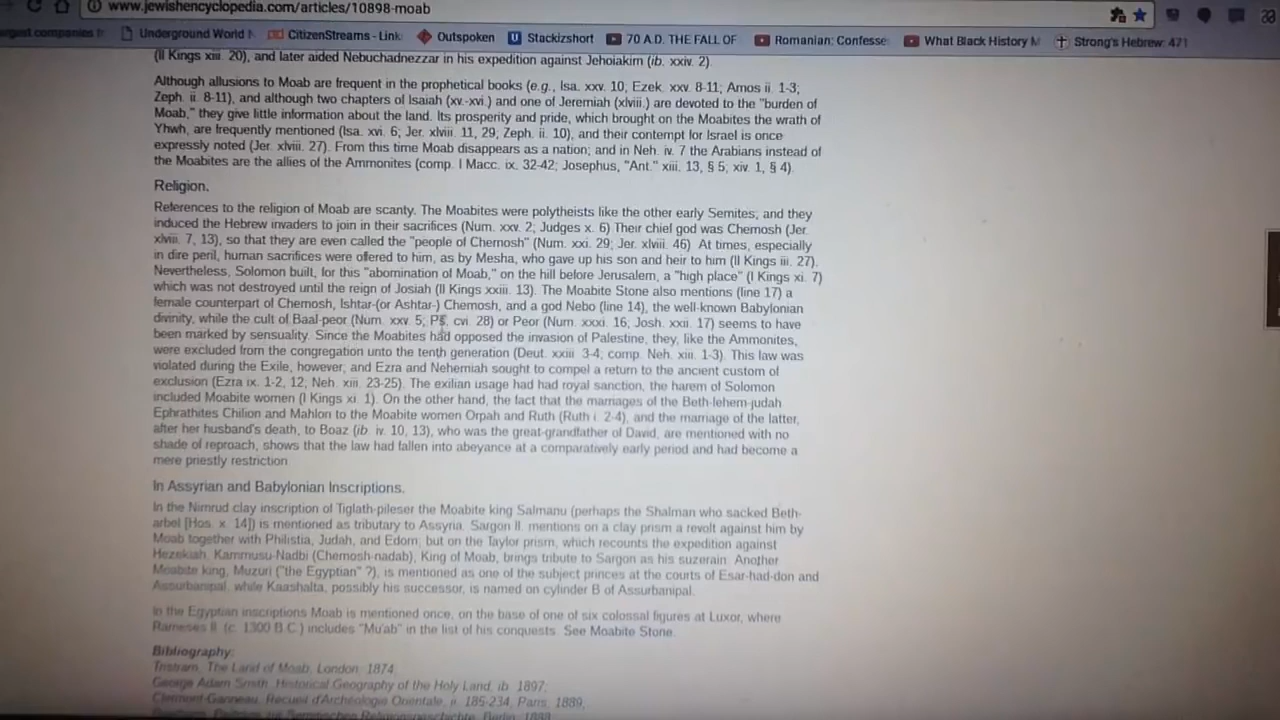 www.jewishencyclopedia.com/articles/10898-moab
argest companies Underground World CitizenStreams - Link Outspoken Stackizshort 70 A.D. THE FALL OF Romanian: Confesse What Black History M Strong's Hebrew: 471
(II Kings xiii. 20), and later aided Nebuchadnezzar in his expedition against Jehoiakim (ib. xxiv. 2).
Although allusions to Moab are frequent in the prophetical books (e.g., Isa. xxv. 10; Ezek. xxv. 8-11; Amos ii. 1-3;
Zeph. ii. 8-11), and although two chapters of Isaiah (xv.-xvi.) and one of Jeremiah (xlviii.) are devoted to the "burden of
Moab," they give little information about the land. Its prosperity and pride, which brought on the Moabites the wrath of
Yhwh, are frequently mentioned (Isa. xvi. 6; Jer. xlviii. 11, 29; Zeph. ii. 10), and their contempt for Israel is once
expressly noted (Jer. xlviii. 27). From this time Moab disappears as a nation; and in Neh. iv. 7 the Arabians instead of
the Moabites are the allies of the Ammonites (comp. I Macc. ix. 32-42; Josephus, "Ant." xiii. 13, § 5; xiv. 1, § 4).
Religion.
References to the religion of Moab are scanty. The Moabites were polytheists like the other early Semites; and they
induced the Hebrew invaders to join in their sacrifices (Num. xxv. 2; Judges x. 6) Their chief god was Chemosh (Jer.
xlviii. 7, 13), so that they are even called the "people of Chemosh" (Num. xxi. 29; Jer. xlviii. 46). At times, especially
in dire peril, human sacrifices were offered to him, as by Mesha, who gave up his son and heir to him (II Kings iii. 27).
Nevertheless, Solomon built, for this "abomination of Moab," on the hill before Jerusalem, a "high place" (I Kings xi. 7)
which was not destroyed until the reign of Josiah (II Kings xxiii. 13). The Moabite Stone also mentions (line 17) a
female counterpart of Chemosh, Ishtar-(or Ashtar-) Chemosh, and a god Nebo (line 14), the well-known Babylonian
divinity, while the cult of Baal-peor (Num. xxv. 5; Ps. cvi. 28) or Peor (Num. xxxi. 16; Josh. xxii. 17) seems to have
been marked by sensuality. Since the Moabites had opposed the invasion of Palestine, they, like the Ammonites,
were excluded from the congregation unto the tenth generation (Deut. xxiii. 3-4; comp. Neh. xiii. 1-3). This law was
violated during the Exile, however; and Ezra and Nehemiah sought to compel a return to the ancient custom of
exclusion (Ezra ix. 1-2, 12; Neh. xiii. 23-25). The exilian usage had had royal sanction; the harem of Solomon
included Moabite women (I Kings xi. 1). On the other hand, the fact that the marriages of the Beth-lehem-judah
Ephrathites Chilion and Mahlon to the Moabite women Orpah and Ruth (Ruth i. 2-4), and the marriage of the latter,
after her husband's death, to Boaz (ib. iv. 10, 13), who was the great-grandfather of David, are mentioned with no
shade of reproach, shows that the law had fallen into abeyance at a comparatively early period and had become a
mere priestly restriction.
In Assyrian and Babylonian Inscriptions.
In the Nimrud clay inscription of Tiglath-pileser the Moabite king Salmanu (perhaps the Shalman who sacked Beth-
arbel [Hos. x. 14]) is mentioned as tributary to Assyria. Sargon II. mentions on a clay prism a revolt against him by
Moab together with Philistia, Judah, and Edom; but on the Taylor prism, which recounts the expedition against
Hezekiah, Kammusu-Nadbi (Chemosh-nadab), King of Moab, brings tribute to Sargon as his suzerain. Another
Moabite king, Muzuri ("the Egyptian" ?), is mentioned as one of the subject princes at the courts of Esar-had-don and
Assurbanipal, while Kaashalta, possibly his successor, is named on cylinder B of Assurbanipal.
In the Egyptian inscriptions Moab is mentioned once, on the base of one of six colossal figures at Luxor, where
Rameses II. (c. 1300 B.C.) includes "Mu'ab" in the list of his conquests. See Moabite Stone.
Bibliography:
Tristram, The Land of Moab, London, 1874;
George Adam Smith, Historical Geography of the Holy Land, ib. 1897;
Clermont-Ganneau, Recueil d'Archéologie Orientale, ii. 185-234, Paris, 1889;